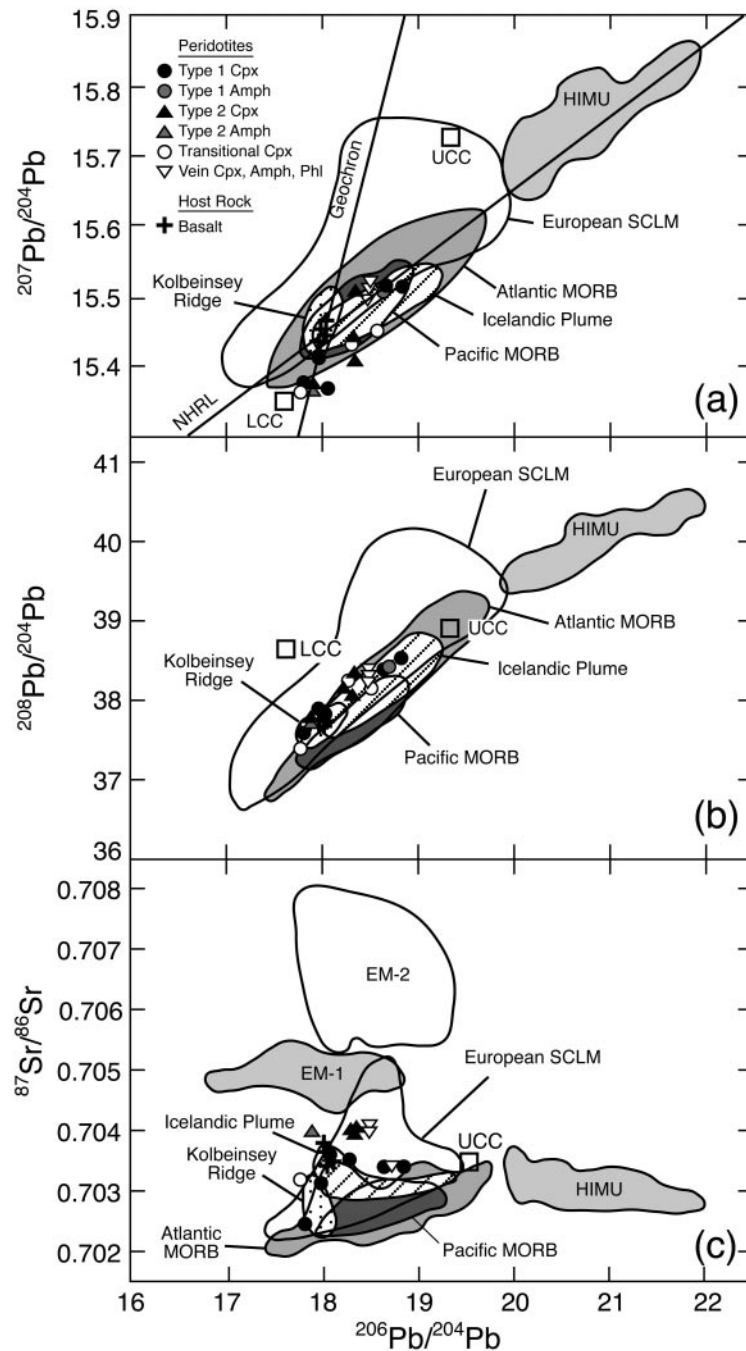 15.9
15.8
15.7
15.6
15.5
15.4
²⁰⁷Pb/²⁰⁴Pb
Peridotites
Type 1 Cpx
Type 1 Amph
Type 2 Cpx
Type 2 Amph
Transitional Cpx
Vein Cpx, Amph, Phl
Host Rock
Basalt
Geochron
HIMU
UCC
European SCLM
Kolbeinsey
Ridge
Atlantic MORB
Icelandic Plume
Pacific MORB
NHRL
LCC
(a)
41
40
39
38
37
36
²⁰⁸Pb/²⁰⁴Pb
European SCLM
HIMU
LCC
UCC
Atlantic MORB
Kolbeinsey
Ridge
Icelandic Plume
Pacific MORB
(b)
0.708
0.707
0.706
0.705
0.704
0.703
0.702
⁸⁷Sr/⁸⁶Sr
EM-2
EM-1
European SCLM
Icelandic Plume
UCC
Kolbeinsey
Ridge
HIMU
Atlantic
MORB
Pacific MORB
(c)
16 17 18 19 20 21 22
²⁰⁶Pb/²⁰⁴Pb